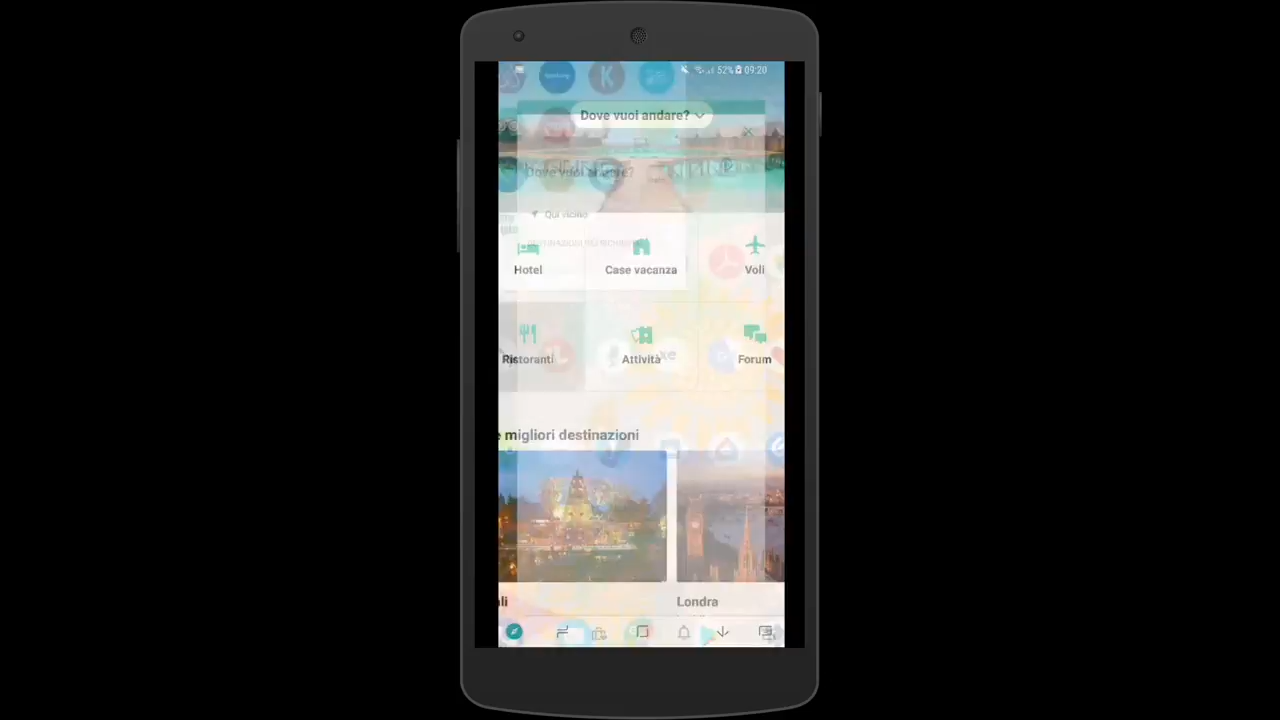 52% 09:20
Dove vuoi andare?
Dove vuoi andare?
Qui vicino
Hotel
Case vacanza
Voli
Ristoranti
Attività
Forum
e migliori destinazioni
ali
Londra